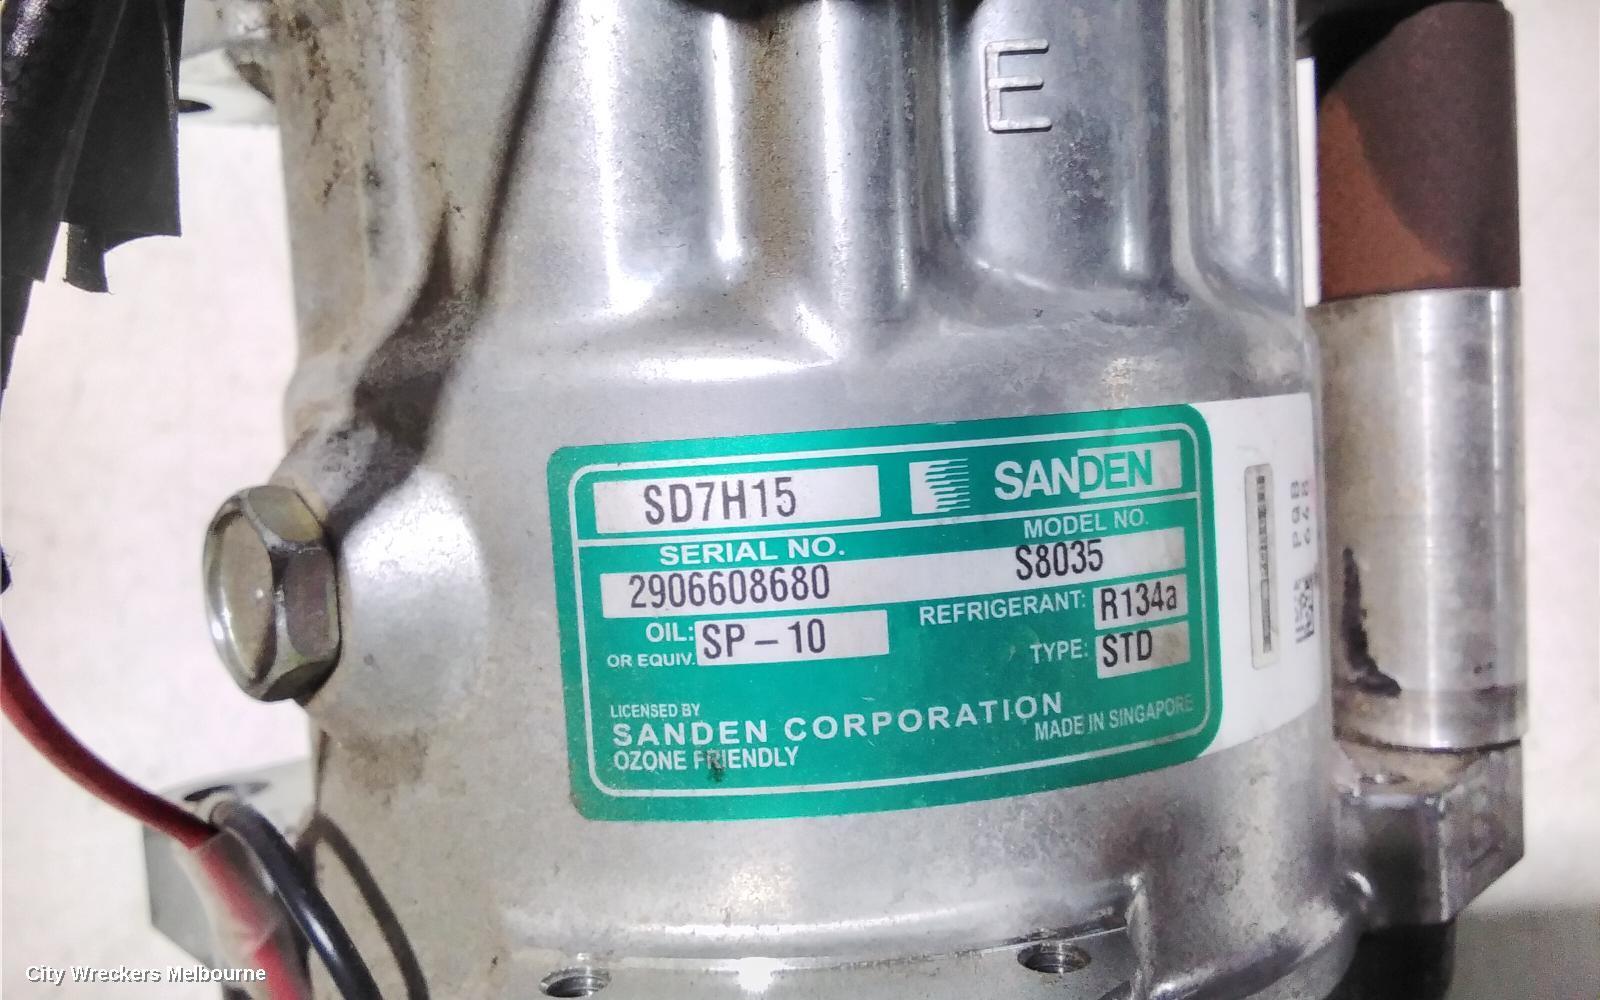 E
SD7H15 SANDEN
SERIAL NO. MODEL NO.
2906608680 S8035
OIL: SP-10 REFRIGERANT: R134a
OR EQUIV. TYPE: STD
LICENSED BY
SANDEN CORPORATION
OZONE FRIENDLY MADE IN SINGAPORE
City Wreckers Melbourne